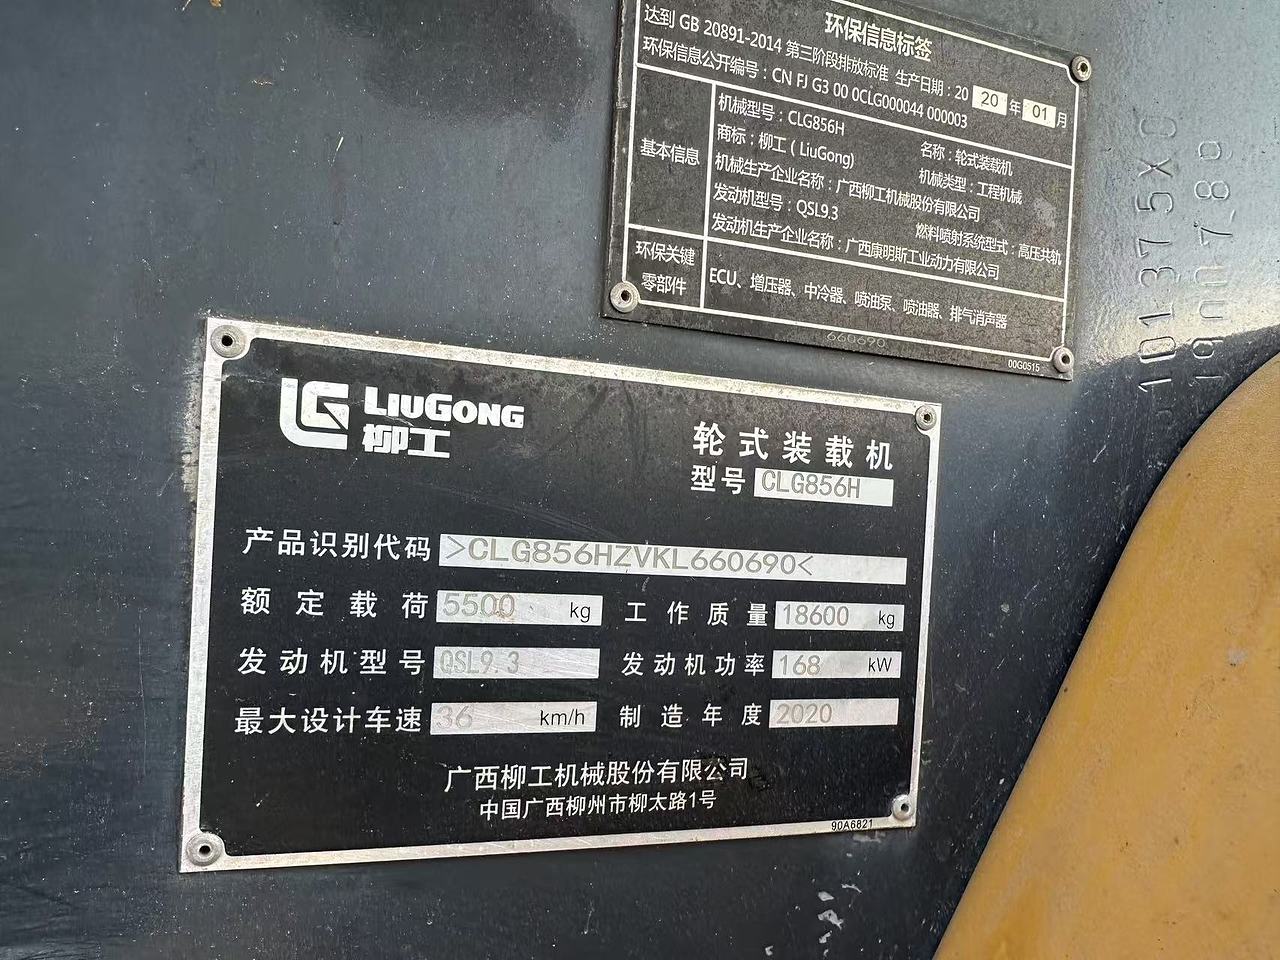 环保信息标签
达到 GB 20891-2014 第三阶段排放标准 生产日期: 20 20 年 01 月
环保信息公开编号: CN FJ G3 00 0CLG000044 000003
基本信息
机械型号: CLG856H 名称: 轮式装载机
商标: 柳工 ( LiuGong) 机械类型: 工程机械
机械生产企业名称: 广西柳工机械股份有限公司
发动机型号: QSL9.3 燃料喷射系统型式: 高压共轨
发动机生产企业名称: 广西康明斯工业动力有限公司
环保关键
零部件
ECU、增压器、中冷器、喷油泵、喷油器、排气消声器
660690
00G0515
LIUGONG
柳工
轮式装载机
型号 CLG856H
产品识别代码 >CLG856HZVKL660690<
额定载荷 5500 kg 工作质量 18600 kg
发动机型号 QSL9.3 发动机功率 168 kW
最大设计车速 36 km/h 制造年度 2020
广西柳工机械股份有限公司
中国广西柳州市柳太路1号
90A6821